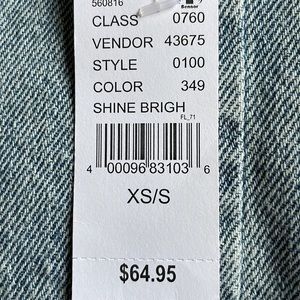 560816
CLASS 0760
VENDOR 43675
STYLE 0100
COLOR 349
SHINE BRIGH
FL_71
4 00096 83103 6
XS/S
$64.95